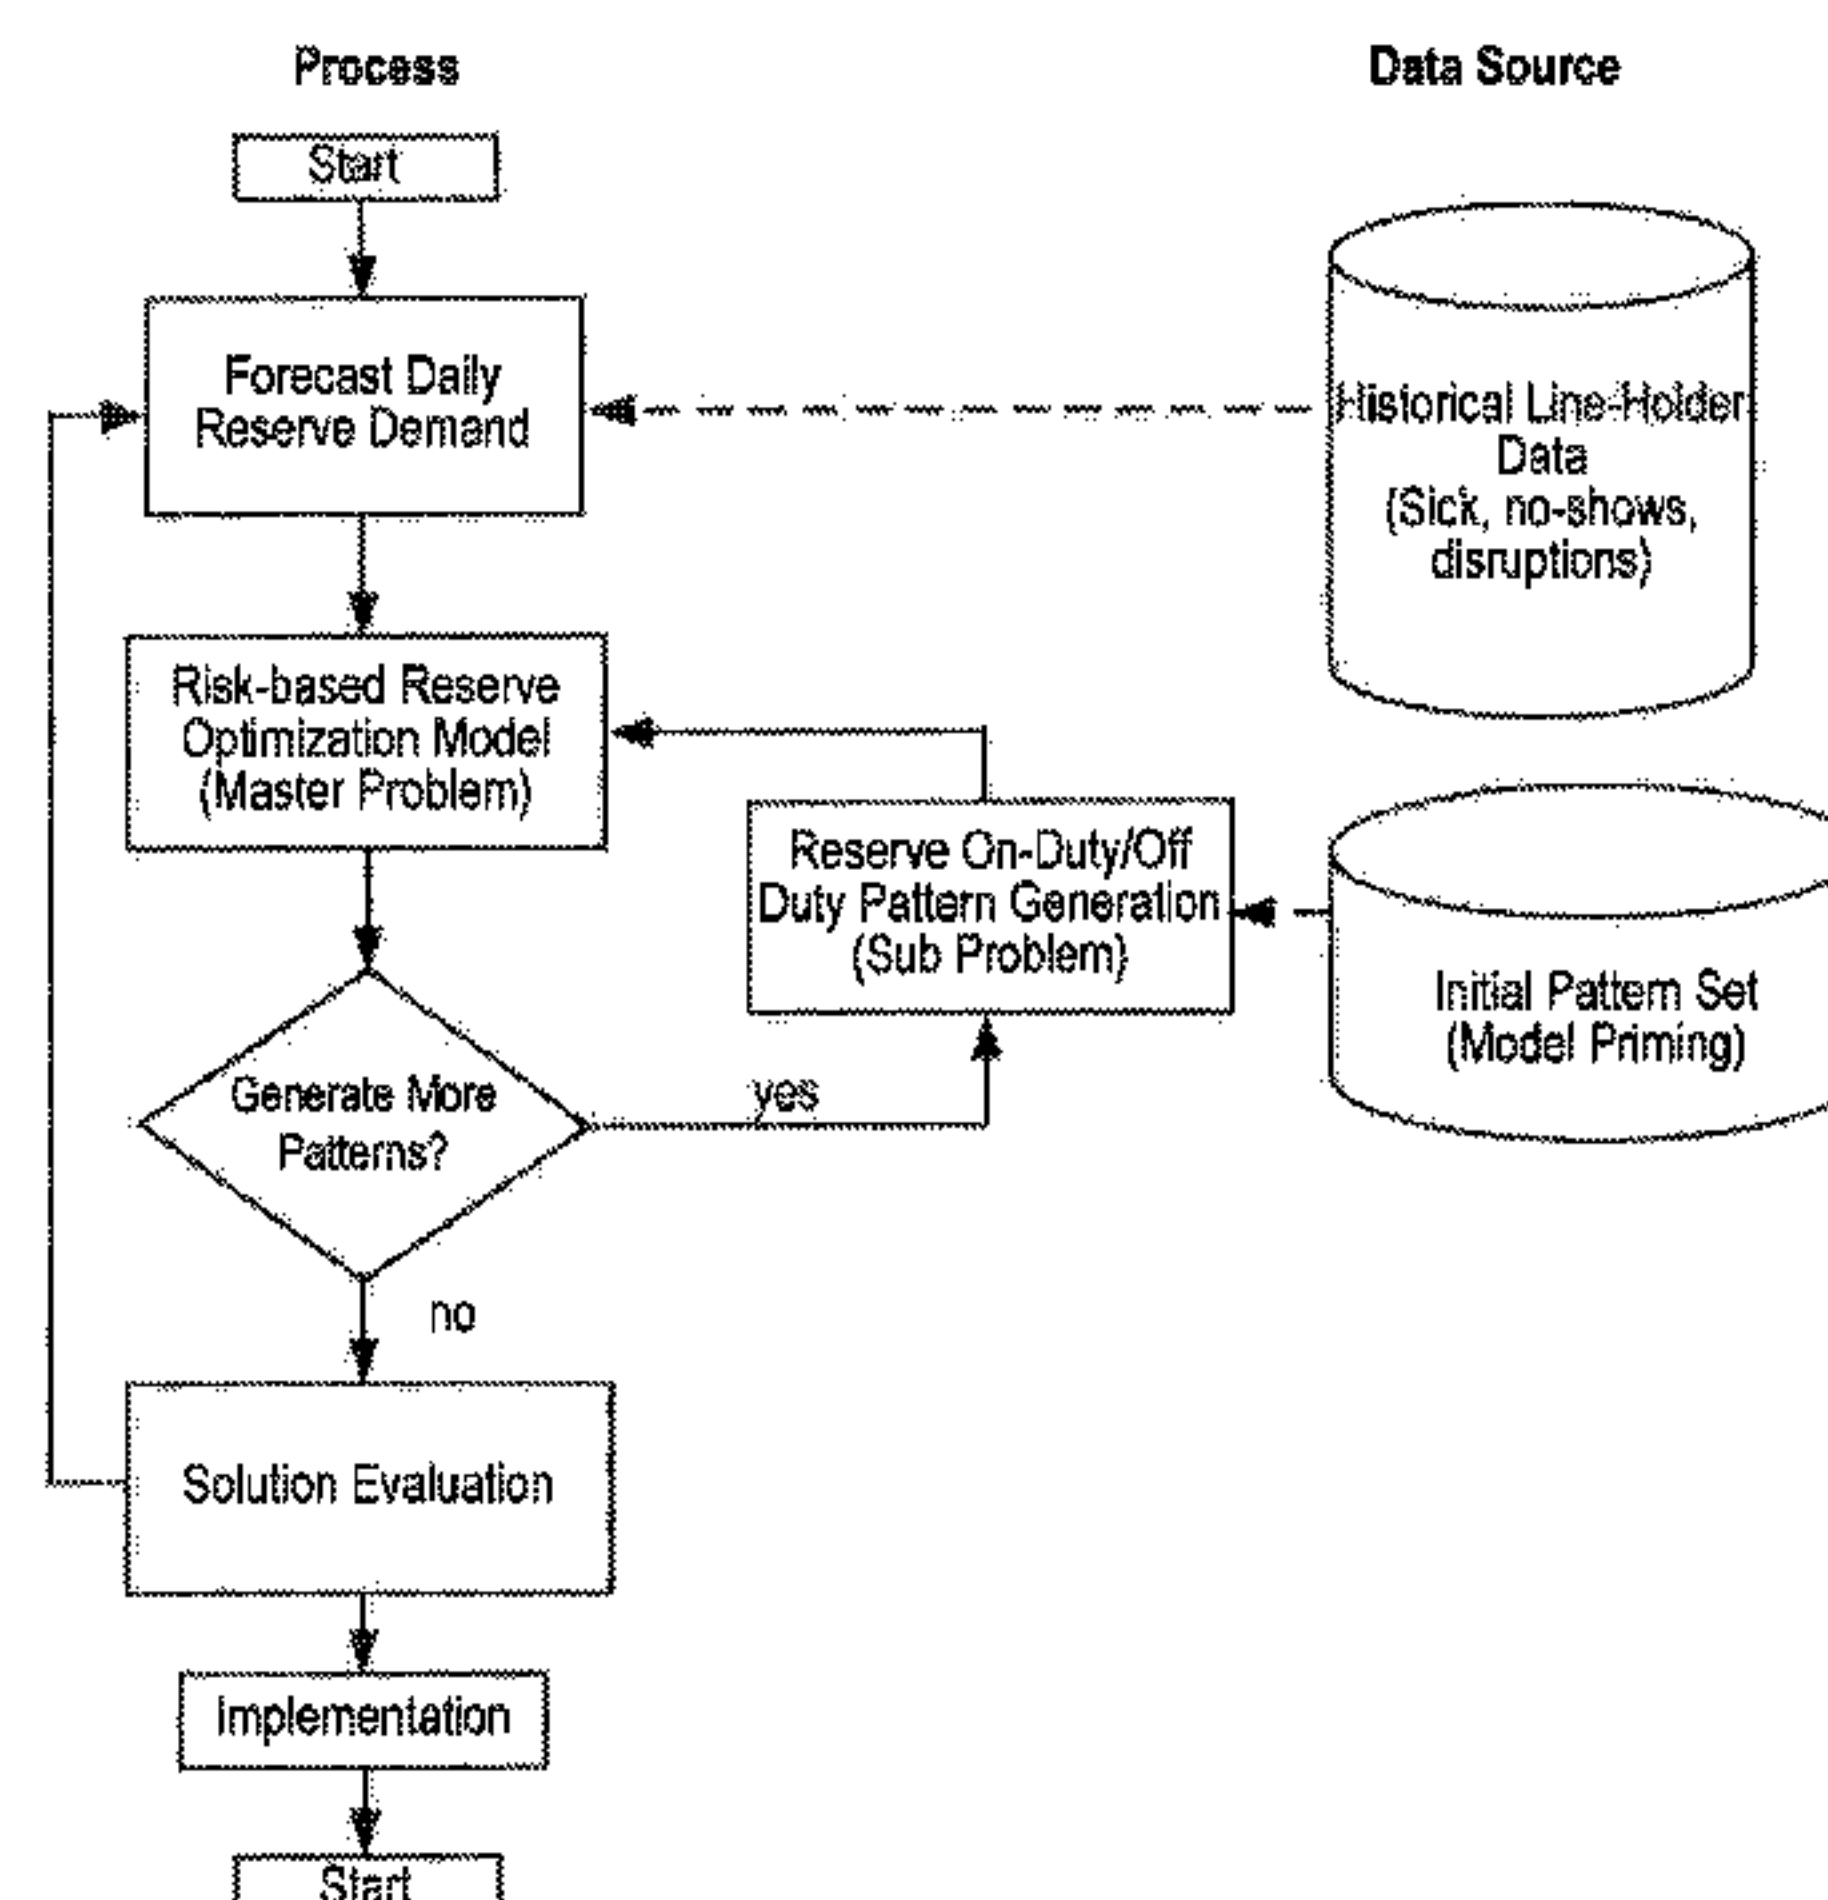 Process
Data Source
Start
Forecast Daily
Reserve Demand
Historical Line-Holder
Data
(Sick, no-shows,
disruptions)
Risk-based Reserve
Optimization Model
(Master Problem)
Reserve On-Duty/Off
Duty Pattern Generation
(Sub Problem)
Initial Pattern Set
(Model Priming)
Generate More
Patterns?
yes
no
Solution Evaluation
Implementation
Start